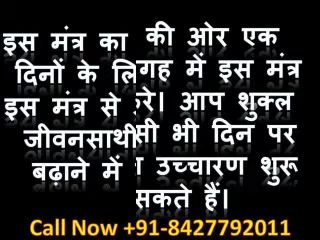 इस मंत्र का
दिनों के लि
इस मंत्र से
जीवनसाथी
बढ़ाने में
की ओर एक
गह में इस मंत्र
रे। आप शुक्ल
सी भी दिन पर
उच्चारण शुरू
सकते हैं।
Call Now +91-8427792011